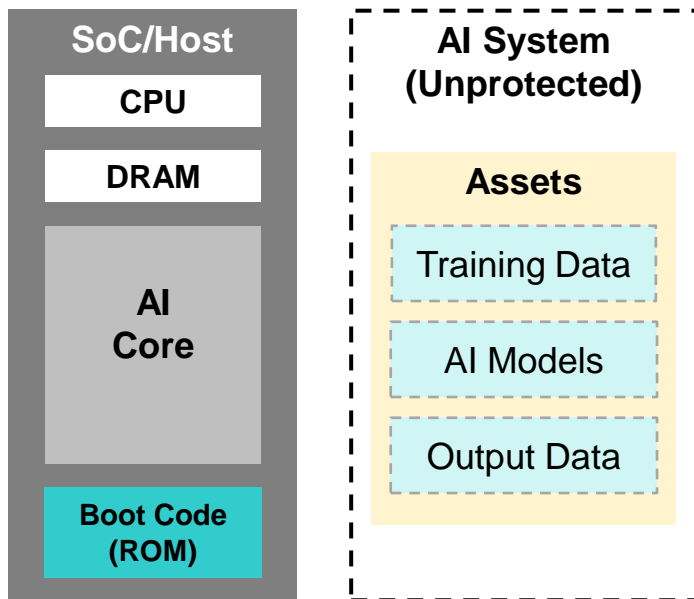 SoC/Host
CPU
DRAM
AI
Core
Boot Code
(ROM)
AI System
(Unprotected)
Assets
Training Data
AI Models
Output Data